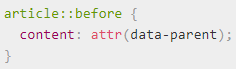 article::before {
  content: attr(data-parent);
}